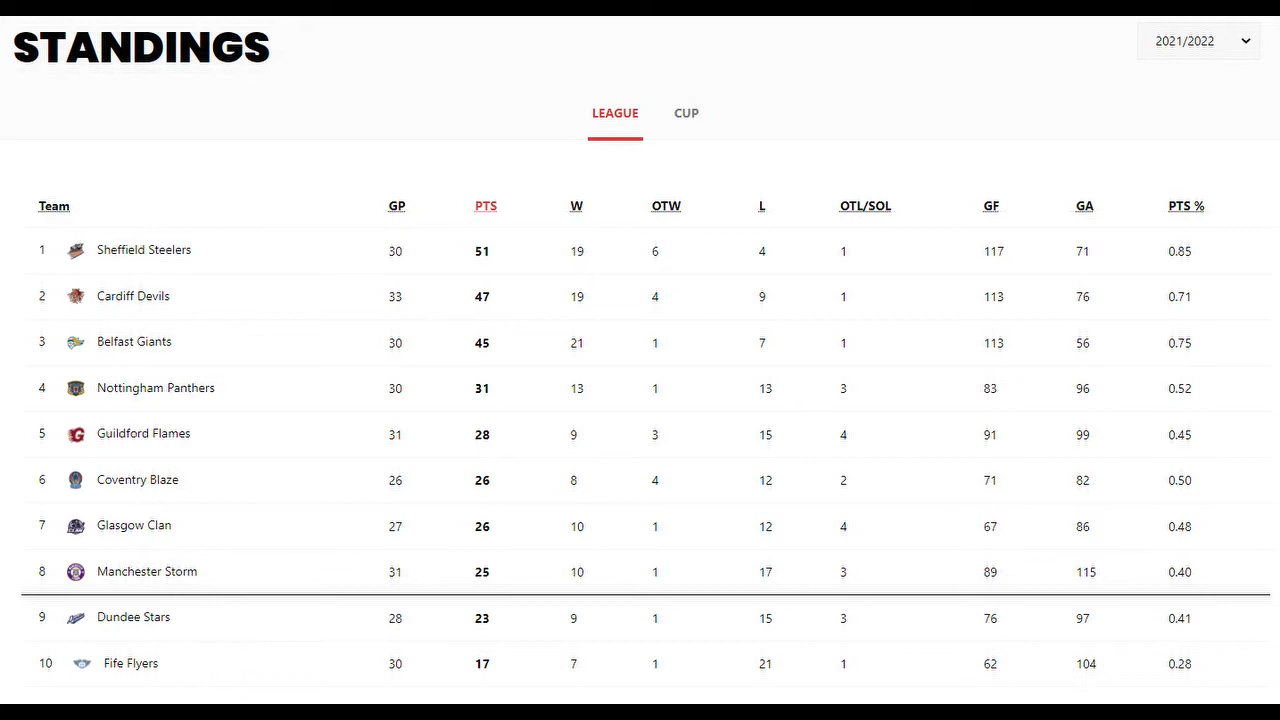 STANDINGS
2021/2022
LEAGUE CUP
Team GP PTS W OTW L OTL/SOL GF GA PTS %
1 Sheffield Steelers 30 51 19 6 4 1 117 71 0.85
2 Cardiff Devils 33 47 19 4 9 1 113 76 0.71
3 Belfast Giants 30 45 21 1 7 1 113 56 0.75
4 Nottingham Panthers 30 31 13 1 13 3 83 96 0.52
5 Guildford Flames 31 28 9 3 15 4 91 99 0.45
6 Coventry Blaze 26 26 8 4 12 2 71 82 0.50
7 Glasgow Clan 27 26 10 1 12 4 67 86 0.48
8 Manchester Storm 31 25 10 1 17 3 89 115 0.40
9 Dundee Stars 28 23 9 1 15 3 76 97 0.41
10 Fife Flyers 30 17 7 1 21 1 62 104 0.28